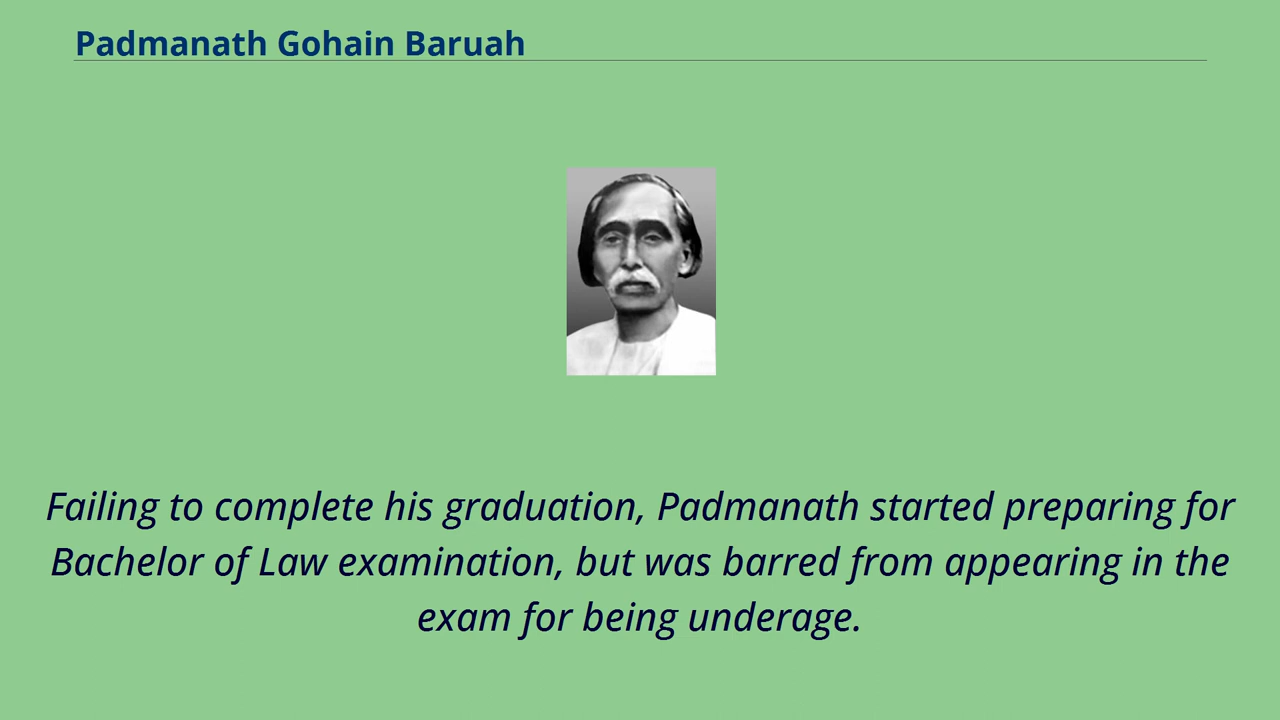 Padmanath Gohain Baruah
Failing to complete his graduation, Padmanath started preparing for
Bachelor of Law examination, but was barred from appearing in the
exam for being underage.